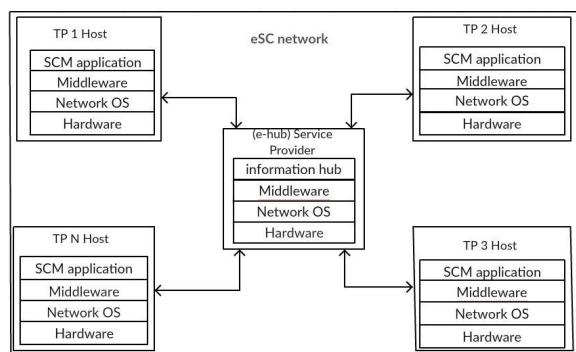 eSC network
TP 1 Host
SCM application
Middleware
Network OS
Hardware
TP 2 Host
SCM application
Middleware
Network OS
Hardware
(e-hub) Service
Provider
information hub
Middleware
Network OS
Hardware
TP N Host
SCM application
Middleware
Network OS
Hardware
TP 3 Host
SCM application
Middleware
Network OS
Hardware